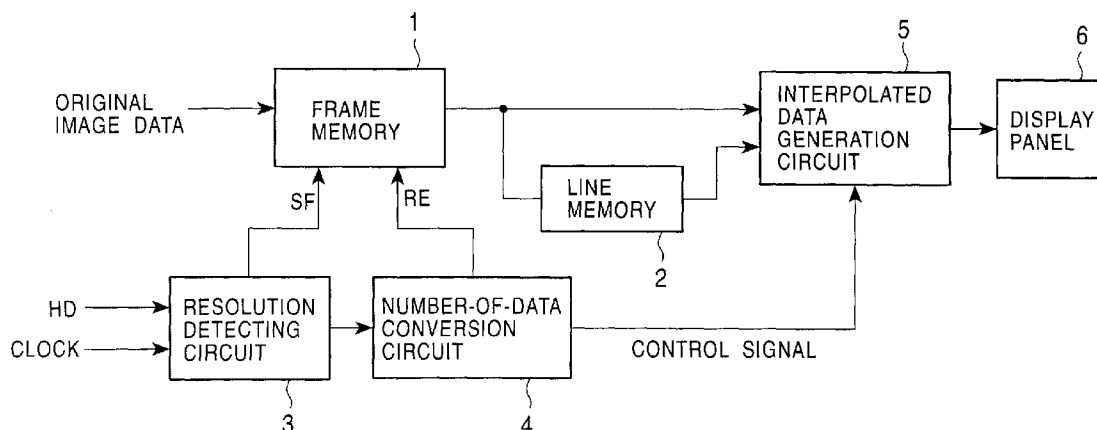 1
5
6
ORIGINAL
IMAGE DATA
FRAME
MEMORY
INTERPOLATED
DATA
GENERATION
CIRCUIT
DISPLAY
PANEL
SF
RE
LINE
MEMORY
2
HD
CLOCK
RESOLUTION
DETECTING
CIRCUIT
NUMBER-OF-DATA
CONVERSION
CIRCUIT
CONTROL SIGNAL
3
4